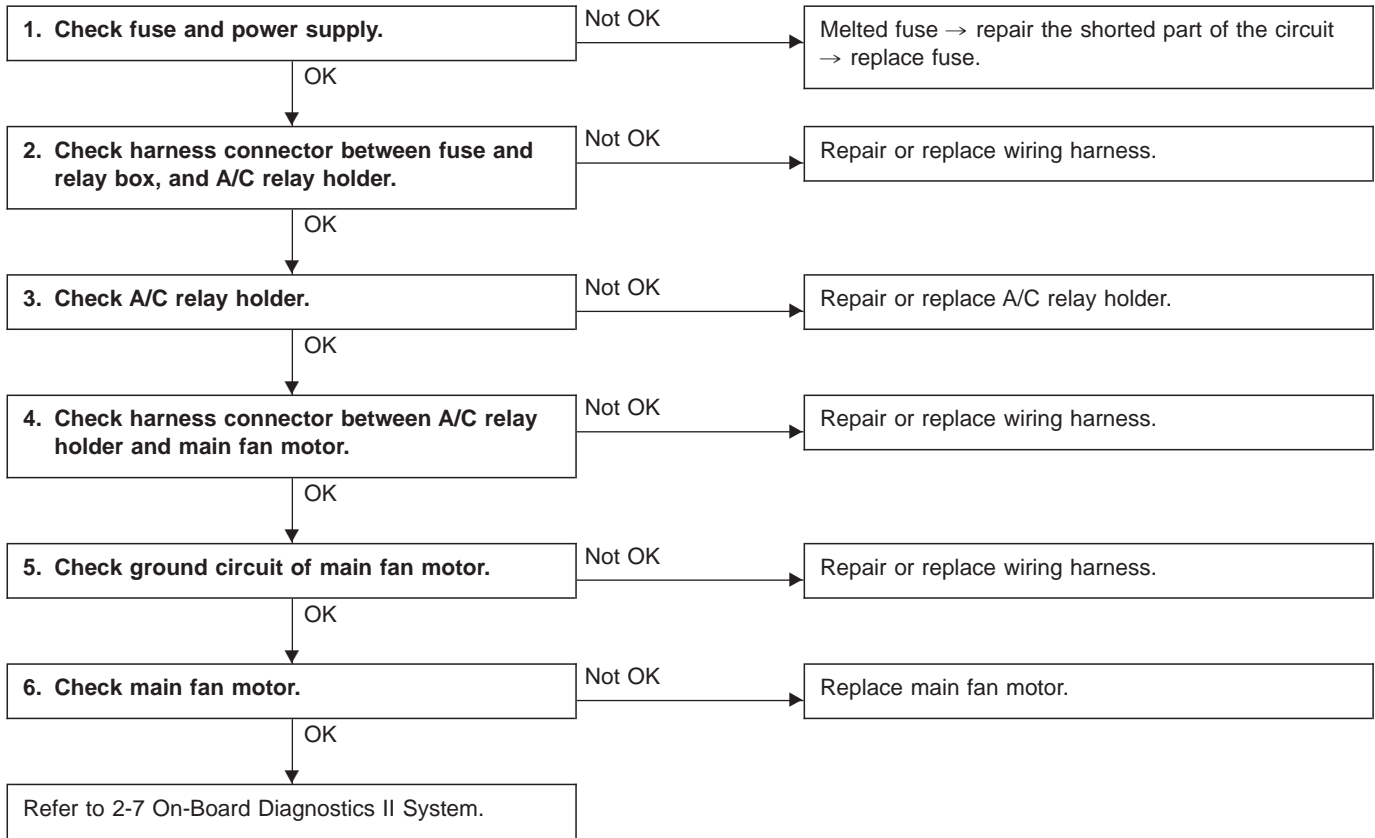 1. Check fuse and power supply.
Not OK
Melted fuse → repair the shorted part of the circuit
→ replace fuse.
OK
2. Check harness connector between fuse and
relay box, and A/C relay holder.
Not OK
Repair or replace wiring harness.
OK
3. Check A/C relay holder.
Not OK
Repair or replace A/C relay holder.
OK
4. Check harness connector between A/C relay
holder and main fan motor.
Not OK
Repair or replace wiring harness.
OK
5. Check ground circuit of main fan motor.
Not OK
Repair or replace wiring harness.
OK
6. Check main fan motor.
Not OK
Replace main fan motor.
OK
Refer to 2-7 On-Board Diagnostics II System.